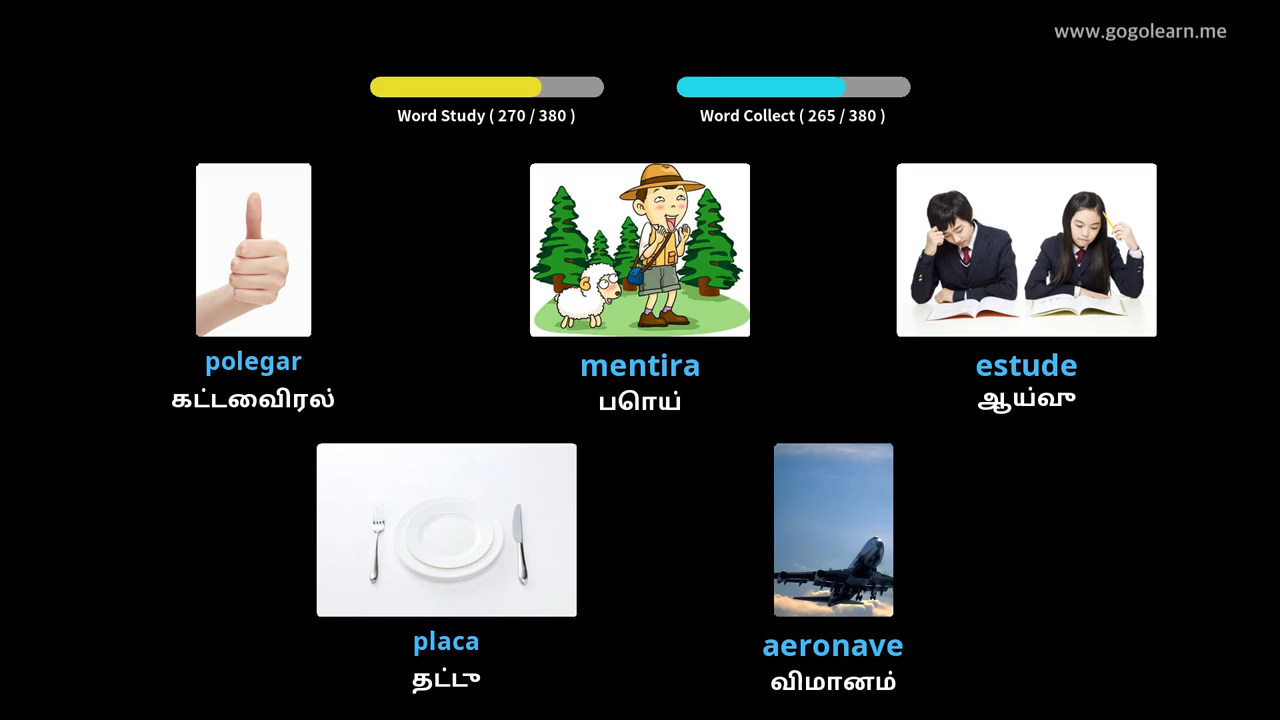 www.gogolearn.me
Word Study ( 270 / 380 )
Word Collect ( 265 / 380 )
polegar
கட்டைவிரல்
mentira
பொய்
estude
ஆய்வு
placa
தட்டு
aeronave
விமானம்